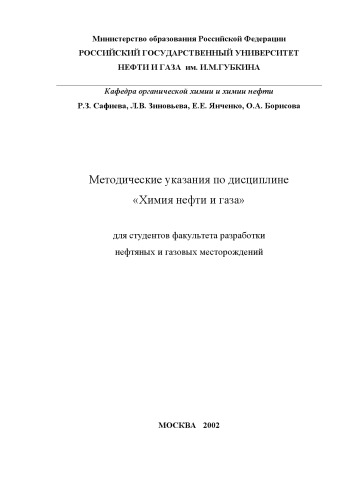 Министерство образования Российской Федерации
РОССИЙСКИЙ ГОСУДАРСТВЕННЫЙ УНИВЕРСИТЕТ
НЕФТИ И ГАЗА им. И.М.ГУБКИНА
Кафедра органической химии и химии нефти
Р.З. Сафиева, Л.В. Зиновьева, Е.Е. Янченко, О.А. Борисова
Методические указания по дисциплине
«Химия нефти и газа»
для студентов факультета разработки
нефтяных и газовых месторождений
МОСКВА 2002